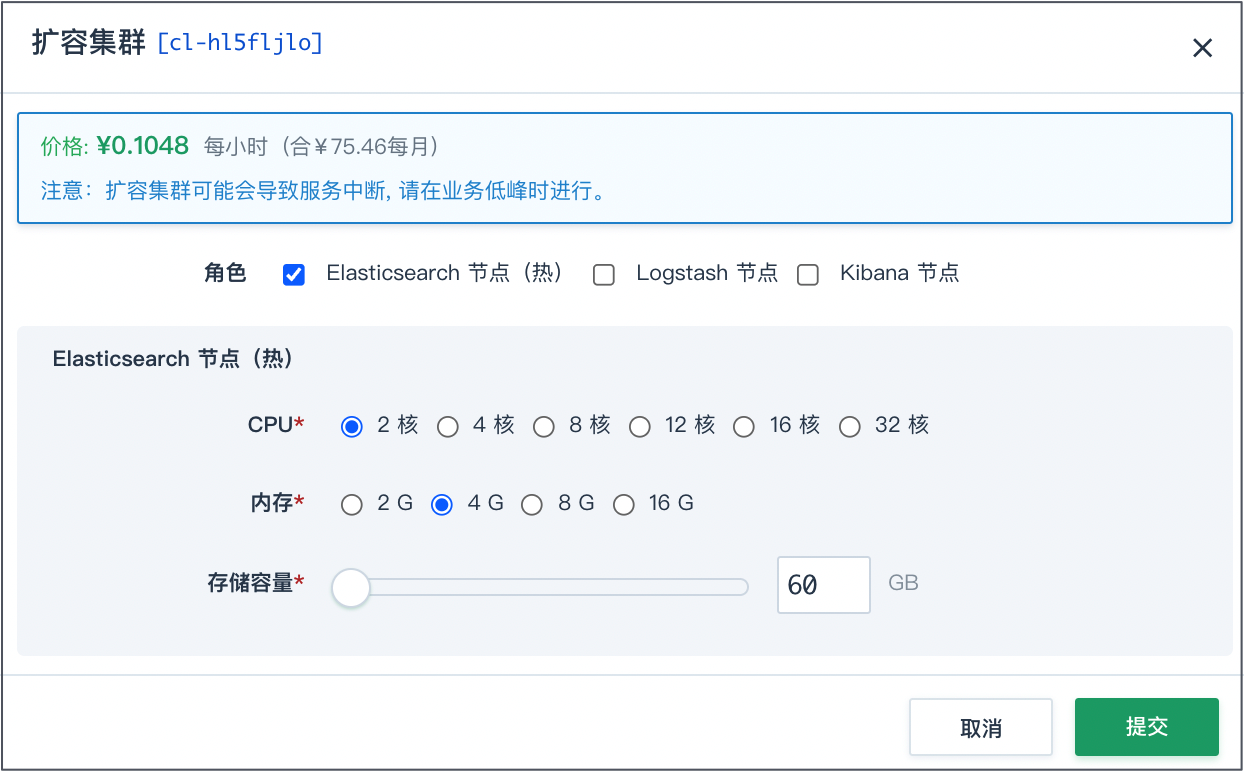 扩容集群 [cl-hl5fljlo]
价格: ¥0.1048 每小时（合¥75.46每月）
注意：扩容集群可能会导致服务中断, 请在业务低峰时进行。
角色 Elasticsearch 节点（热） Logstash 节点 Kibana 节点
Elasticsearch 节点（热）
CPU* 2 核 4 核 8 核 12 核 16 核 32 核
内存* 2 G 4 G 8 G 16 G
存储容量* 60 GB
取消 提交